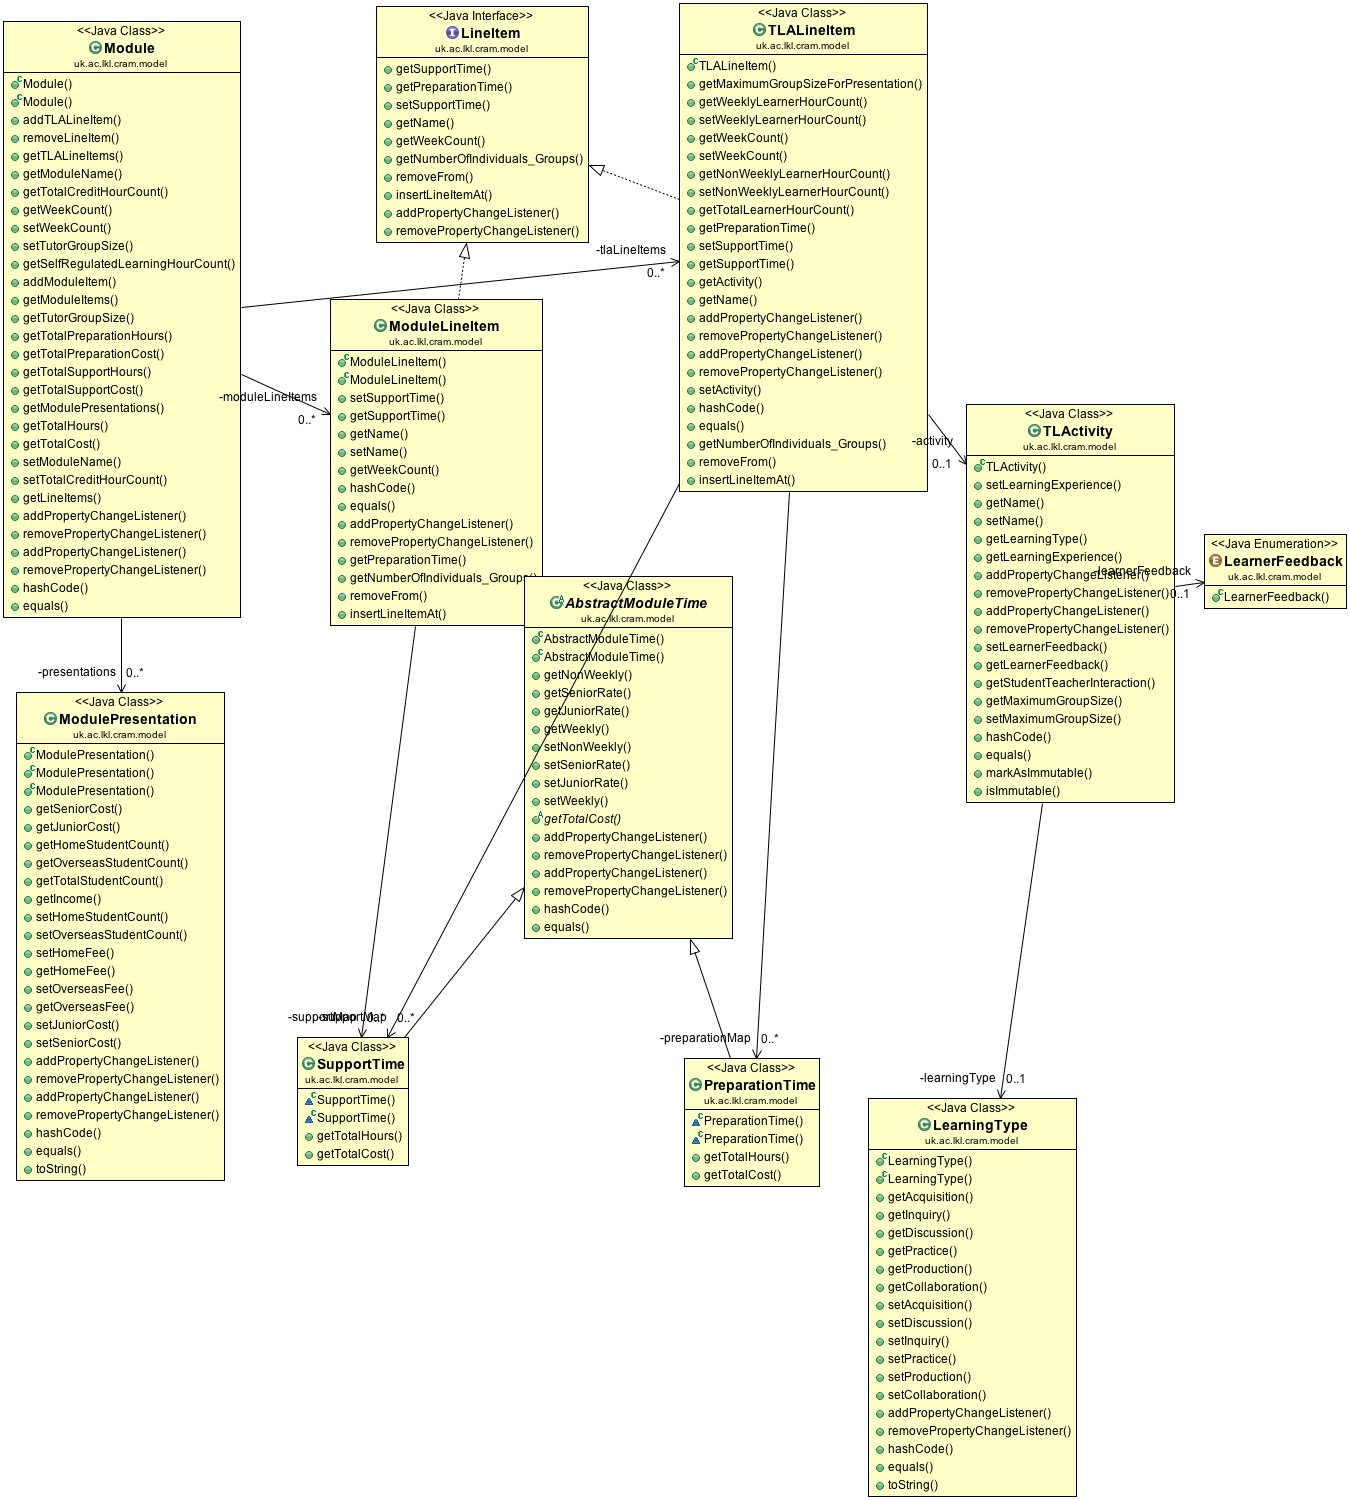 <<Java Class>>
Module
uk.ac.lkl.cram.model
Module()
Module()
addTLALineItem()
removeLineItem()
getTLALineItems()
getModuleName()
getTotalCreditHourCount()
getWeekCount()
setWeekCount()
setTutorGroupSize()
getSelfRegulatedLearningHourCount()
addModuleItem()
getModuleItems()
getTutorGroupSize()
getTotalPreparationHours()
getTotalPreparationCost()
getTotalSupportHours()
getTotalSupportCost()
getModulePresentations()
getTotalHours()
getTotalCost()
setModuleName()
setTotalCreditHourCount()
getLineItems()
addPropertyChangeListener()
removePropertyChangeListener()
addPropertyChangeListener()
removePropertyChangeListener()
hashCode()
equals()
<<Java Interface>>
LineItem
uk.ac.lkl.cram.model
getSupportTime()
getPreparationTime()
setSupportTime()
getName()
getWeekCount()
getNumberOfIndividuals_Groups()
removeFrom()
insertLineItemAt()
addPropertyChangeListener()
removePropertyChangeListener()
<<Java Class>>
TLALineItem
uk.ac.lkl.cram.model
TLALineItem()
getMaximumGroupSizeForPresentation()
getWeeklyLearnerHourCount()
setWeeklyLearnerHourCount()
getWeekCount()
setWeekCount()
getNonWeeklyLearnerHourCount()
setNonWeeklyLearnerHourCount()
getTotalLearnerHourCount()
getPreparationTime()
setSupportTime()
getSupportTime()
getActivity()
getName()
addPropertyChangeListener()
removePropertyChangeListener()
addPropertyChangeListener()
removePropertyChangeListener()
setActivity()
hashCode()
equals()
getNumberOfIndividuals_Groups()
removeFrom()
insertLineItemAt()
-tlaLineItems
0..*
-moduleLineItems
0..*
<<Java Class>>
ModuleLineItem
uk.ac.lkl.cram.model
ModuleLineItem()
ModuleLineItem()
setSupportTime()
getSupportTime()
getName()
setName()
getWeekCount()
hashCode()
equals()
addPropertyChangeListener()
removePropertyChangeListener()
getPreparationTime()
getNumberOfIndividuals_Groups
removeFrom()
insertLineItemAt()
-activity
0..1
<<Java Class>>
TLActivity
uk.ac.lkl.cram.model
TLActivity()
setLearningExperience()
getName()
setName()
getLearningType()
getLearningExperience()
addPropertyChangeListener()
removePropertyChangeListener()
addPropertyChangeListener()
removePropertyChangeListener()
setLearnerFeedback()
getLearnerFeedback()
getStudentTeacherInteraction()
getMaximumGroupSize()
setMaximumGroupSize()
hashCode()
equals()
markAsImmutable()
isImmutable()
-learnerFeedback
0..1
<<Java Enumeration>>
LearnerFeedback
uk.ac.lkl.cram.model
LearnerFeedback()
<<Java Class>>
AbstractModuleTime
uk.ac.lkl.cram.model
AbstractModuleTime()
AbstractModuleTime()
getNonWeekly()
getSeniorRate()
getJuniorRate()
getWeekly()
setNonWeekly()
setSeniorRate()
setJuniorRate()
setWeekly()
getTotalCost()
addPropertyChangeListener()
removePropertyChangeListener()
addPropertyChangeListener()
removePropertyChangeListener()
hashCode()
equals()
-presentations
0..*
<<Java Class>>
ModulePresentation
uk.ac.lkl.cram.model
ModulePresentation()
ModulePresentation()
ModulePresentation()
getSeniorCost()
getJuniorCost()
getHomeStudentCount()
getOverseasStudentCount()
getTotalStudentCount()
getIncome()
setHomeStudentCount()
setOverseasStudentCount()
setHomeFee()
getHomeFee()
setOverseasFee()
getOverseasFee()
setJuniorCost()
setSeniorCost()
addPropertyChangeListener()
removePropertyChangeListener()
addPropertyChangeListener()
removePropertyChangeListener()
hashCode()
equals()
toString()
-supportMap
0..*
-supportMap
0..*
<<Java Class>>
SupportTime
uk.ac.lkl.cram.model
SupportTime()
SupportTime()
getTotalHours()
getTotalCost()
-preparationMap
0..*
<<Java Class>>
PreparationTime
uk.ac.lkl.cram.model
PreparationTime()
PreparationTime()
getTotalHours()
getTotalCost()
-learningType
0..1
<<Java Class>>
LearningType
uk.ac.lkl.cram.model
LearningType()
LearningType()
getAcquisition()
getInquiry()
getDiscussion()
getPractice()
getProduction()
getCollaboration()
setAcquisition()
setDiscussion()
setInquiry()
setPractice()
setProduction()
setCollaboration()
addPropertyChangeListener()
removePropertyChangeListener()
hashCode()
equals()
toString()